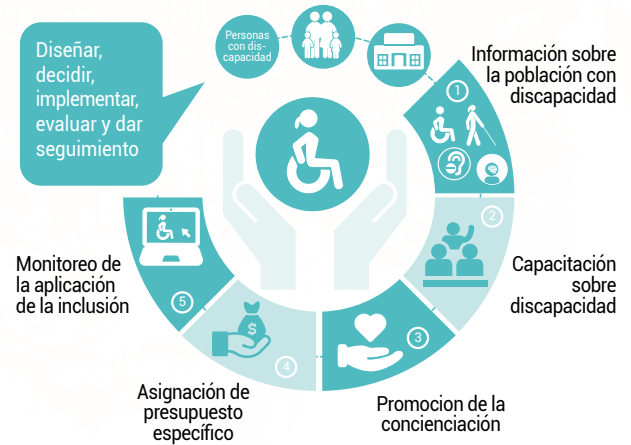 Diseñar,
decidir,
implementar,
evaluar y dar
seguimiento
Personas
con dis-
capacidad
Información sobre
la población con
discapacidad
1
2
Capacitación
sobre
discapacidad
3
Promocion de la
concienciación
4
$
Asignación de
presupuesto
específico
5
Monitoreo de
la aplicación
de la inclusión